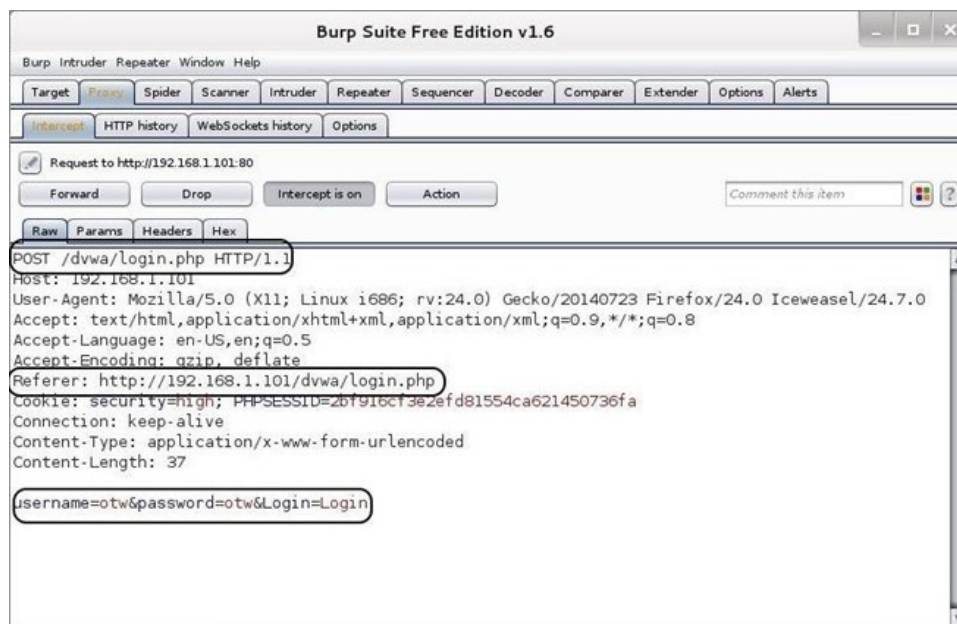 Burp Suite Free Edition v1.6
Burp Intruder Repeater Window Help
Target Proxy Spider Scanner Intruder Repeater Sequencer Decoder Comparer Extender Options Alerts
Intercept HTTP history WebSockets history Options
Request to http://192.168.1.101:80
Forward Drop Intercept is on Action Comment this item ?
Raw Params Headers Hex
POST /dvwa/login.php HTTP/1.1
Host: 192.168.1.101
User-Agent: Mozilla/5.0 (X11; Linux i686; rv:24.0) Gecko/20140723 Firefox/24.0 Iceweasel/24.7.0
Accept: text/html,application/xhtml+xml,application/xml;q=0.9,*/*;q=0.8
Accept-Language: en-US,en;q=0.5
Accept-Encoding: gzip, deflate
Referer: http://192.168.1.101/dvwa/login.php
Cookie: security=high; PHPSESSID=2bf916cf3e2efd81554ca621450736fa
Connection: keep-alive
Content-Type: application/x-www-form-urlencoded
Content-Length: 37
username=otw&password=otw&Login=Login